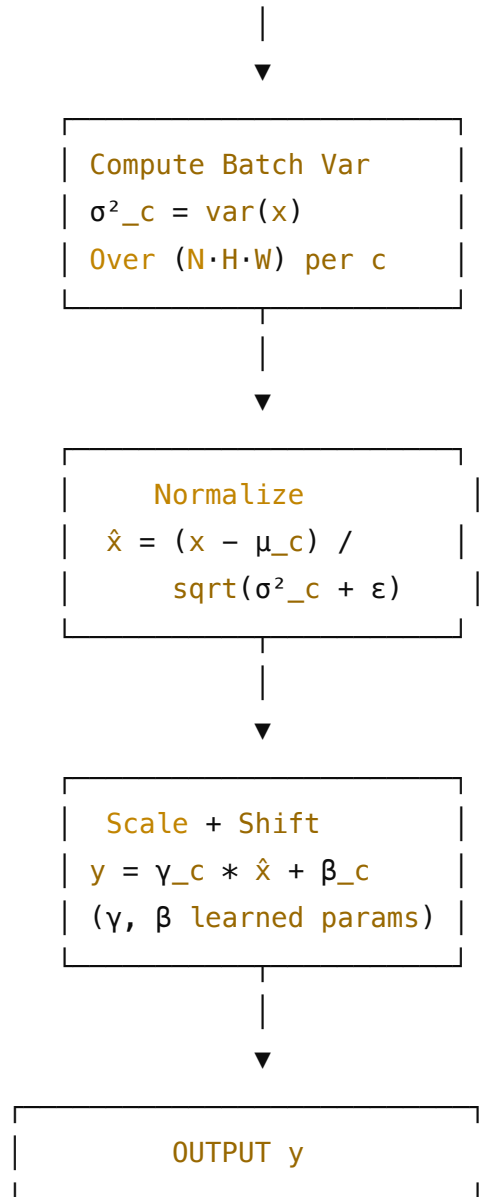 Compute Batch Var
σ²_c = var(x)
Over (N·H·W) per c
Normalize
x̂ = (x − μ_c) /
sqrt(σ²_c + ε)
Scale + Shift
y = γ_c * x̂ + β_c
(γ, β learned params)
OUTPUT y